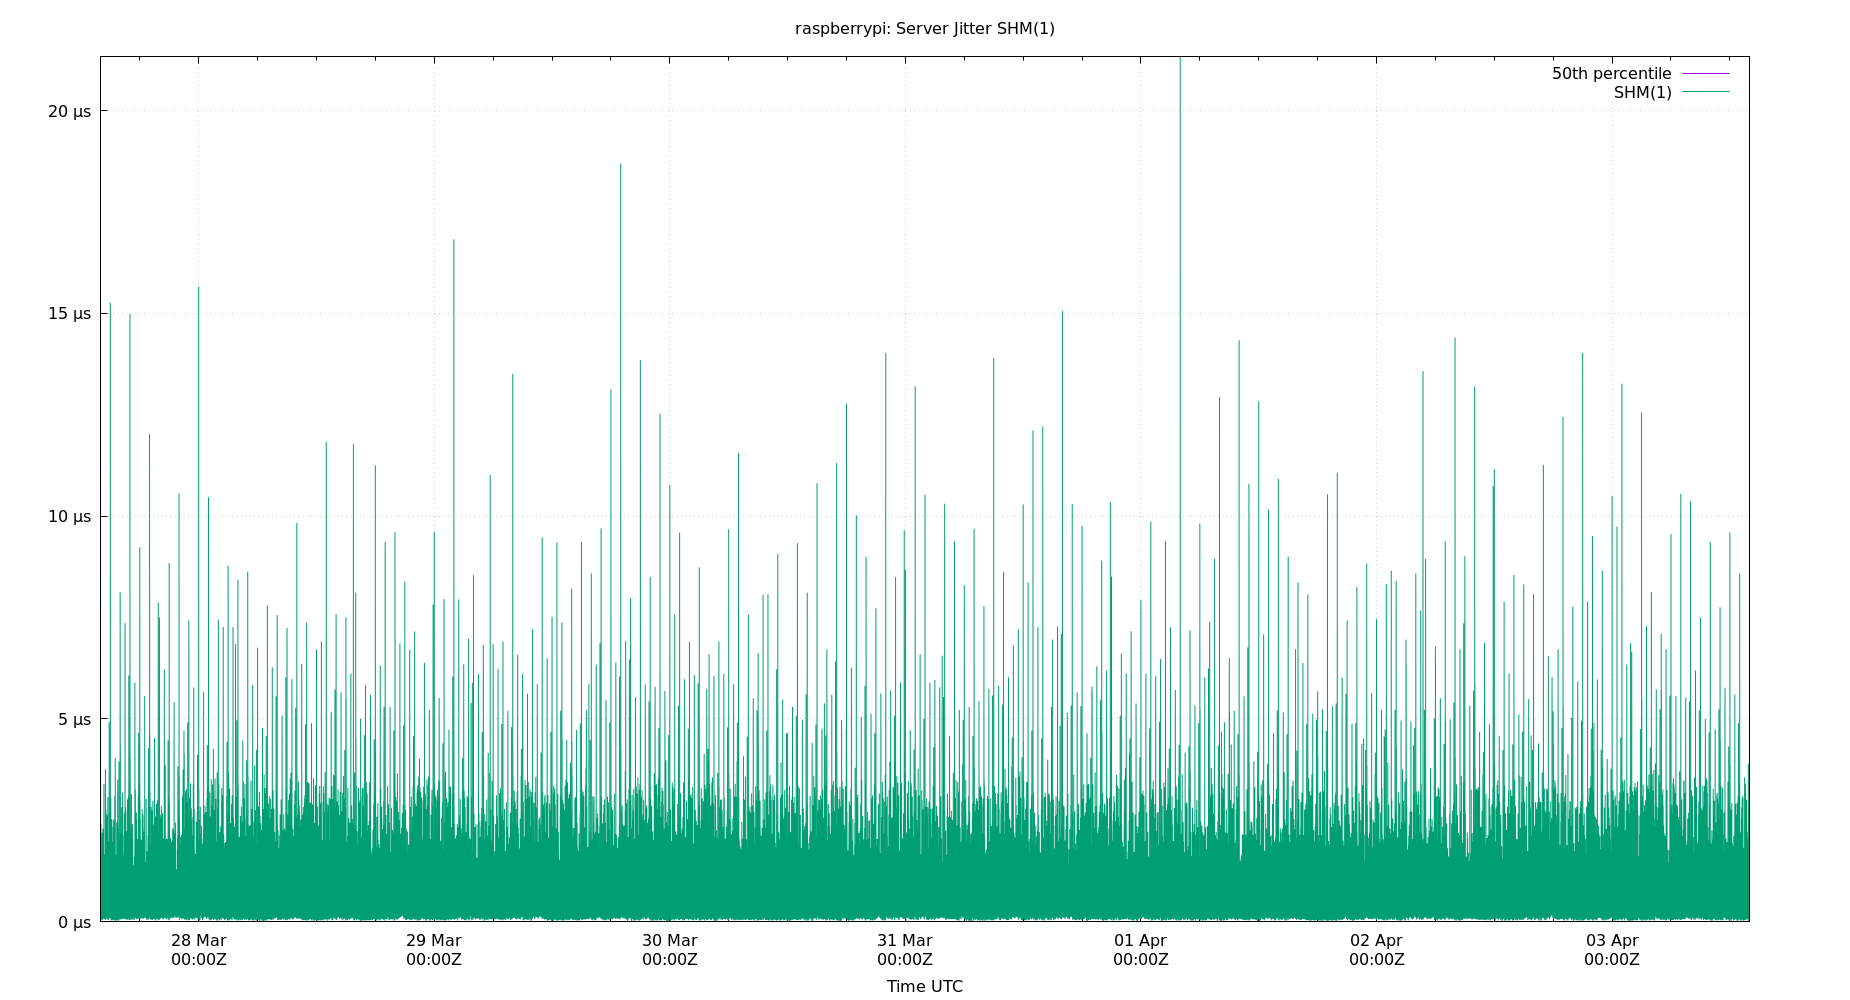 raspberrypi: Server Jitter SHM(1)
50th percentile
SHM(1)
20 µs
15 µs
10 µs
5 µs
0 µs
28 Mar 29 Mar 30 Mar 31 Mar 01 Apr 02 Apr 03 Apr
00:00Z 00:00Z 00:00Z 00:00Z 00:00Z 00:00Z 00:00Z
Time UTC